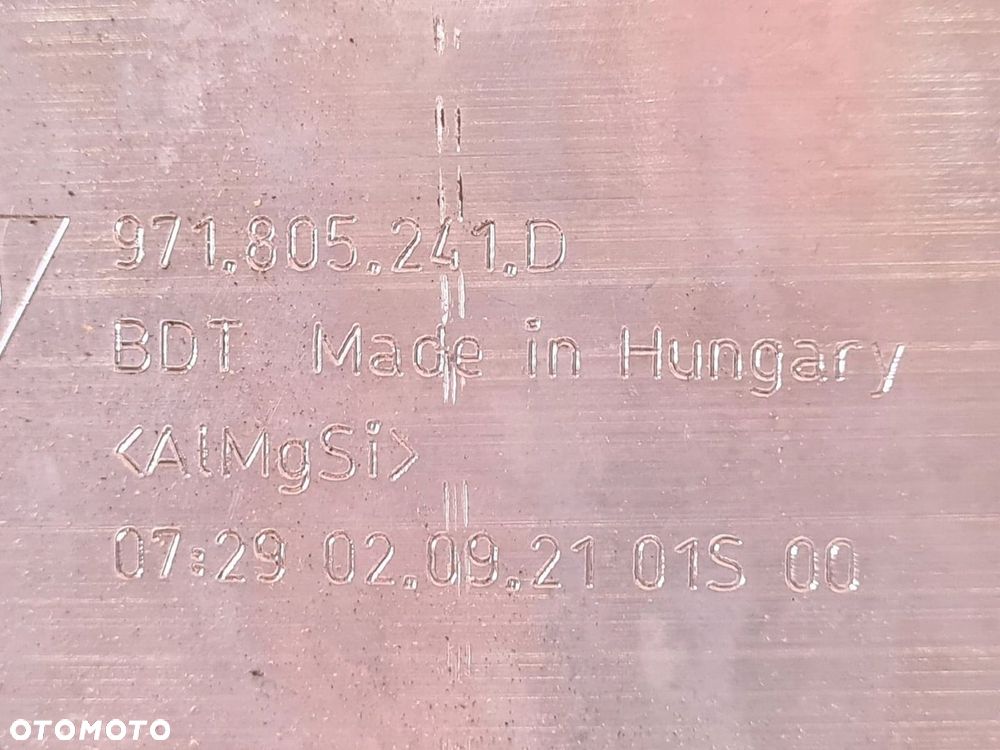 971.805.241.D
BDT Made in Hungary
<AlMgSi>
07:29 02.09.21 01S 00
OTOMOTO